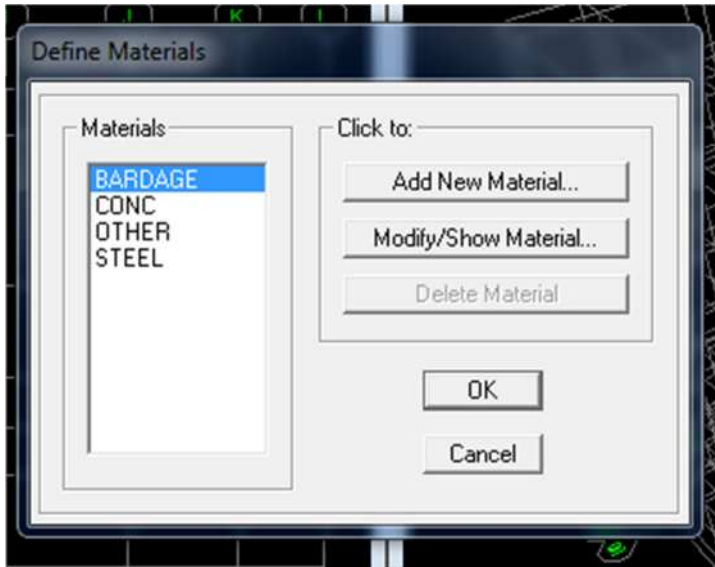 J K L
Define Materials
Materials
BARDAGE
CONC
OTHER
STEEL
Click to:
Add New Material...
Modify/Show Material...
Delete Material
OK
Cancel